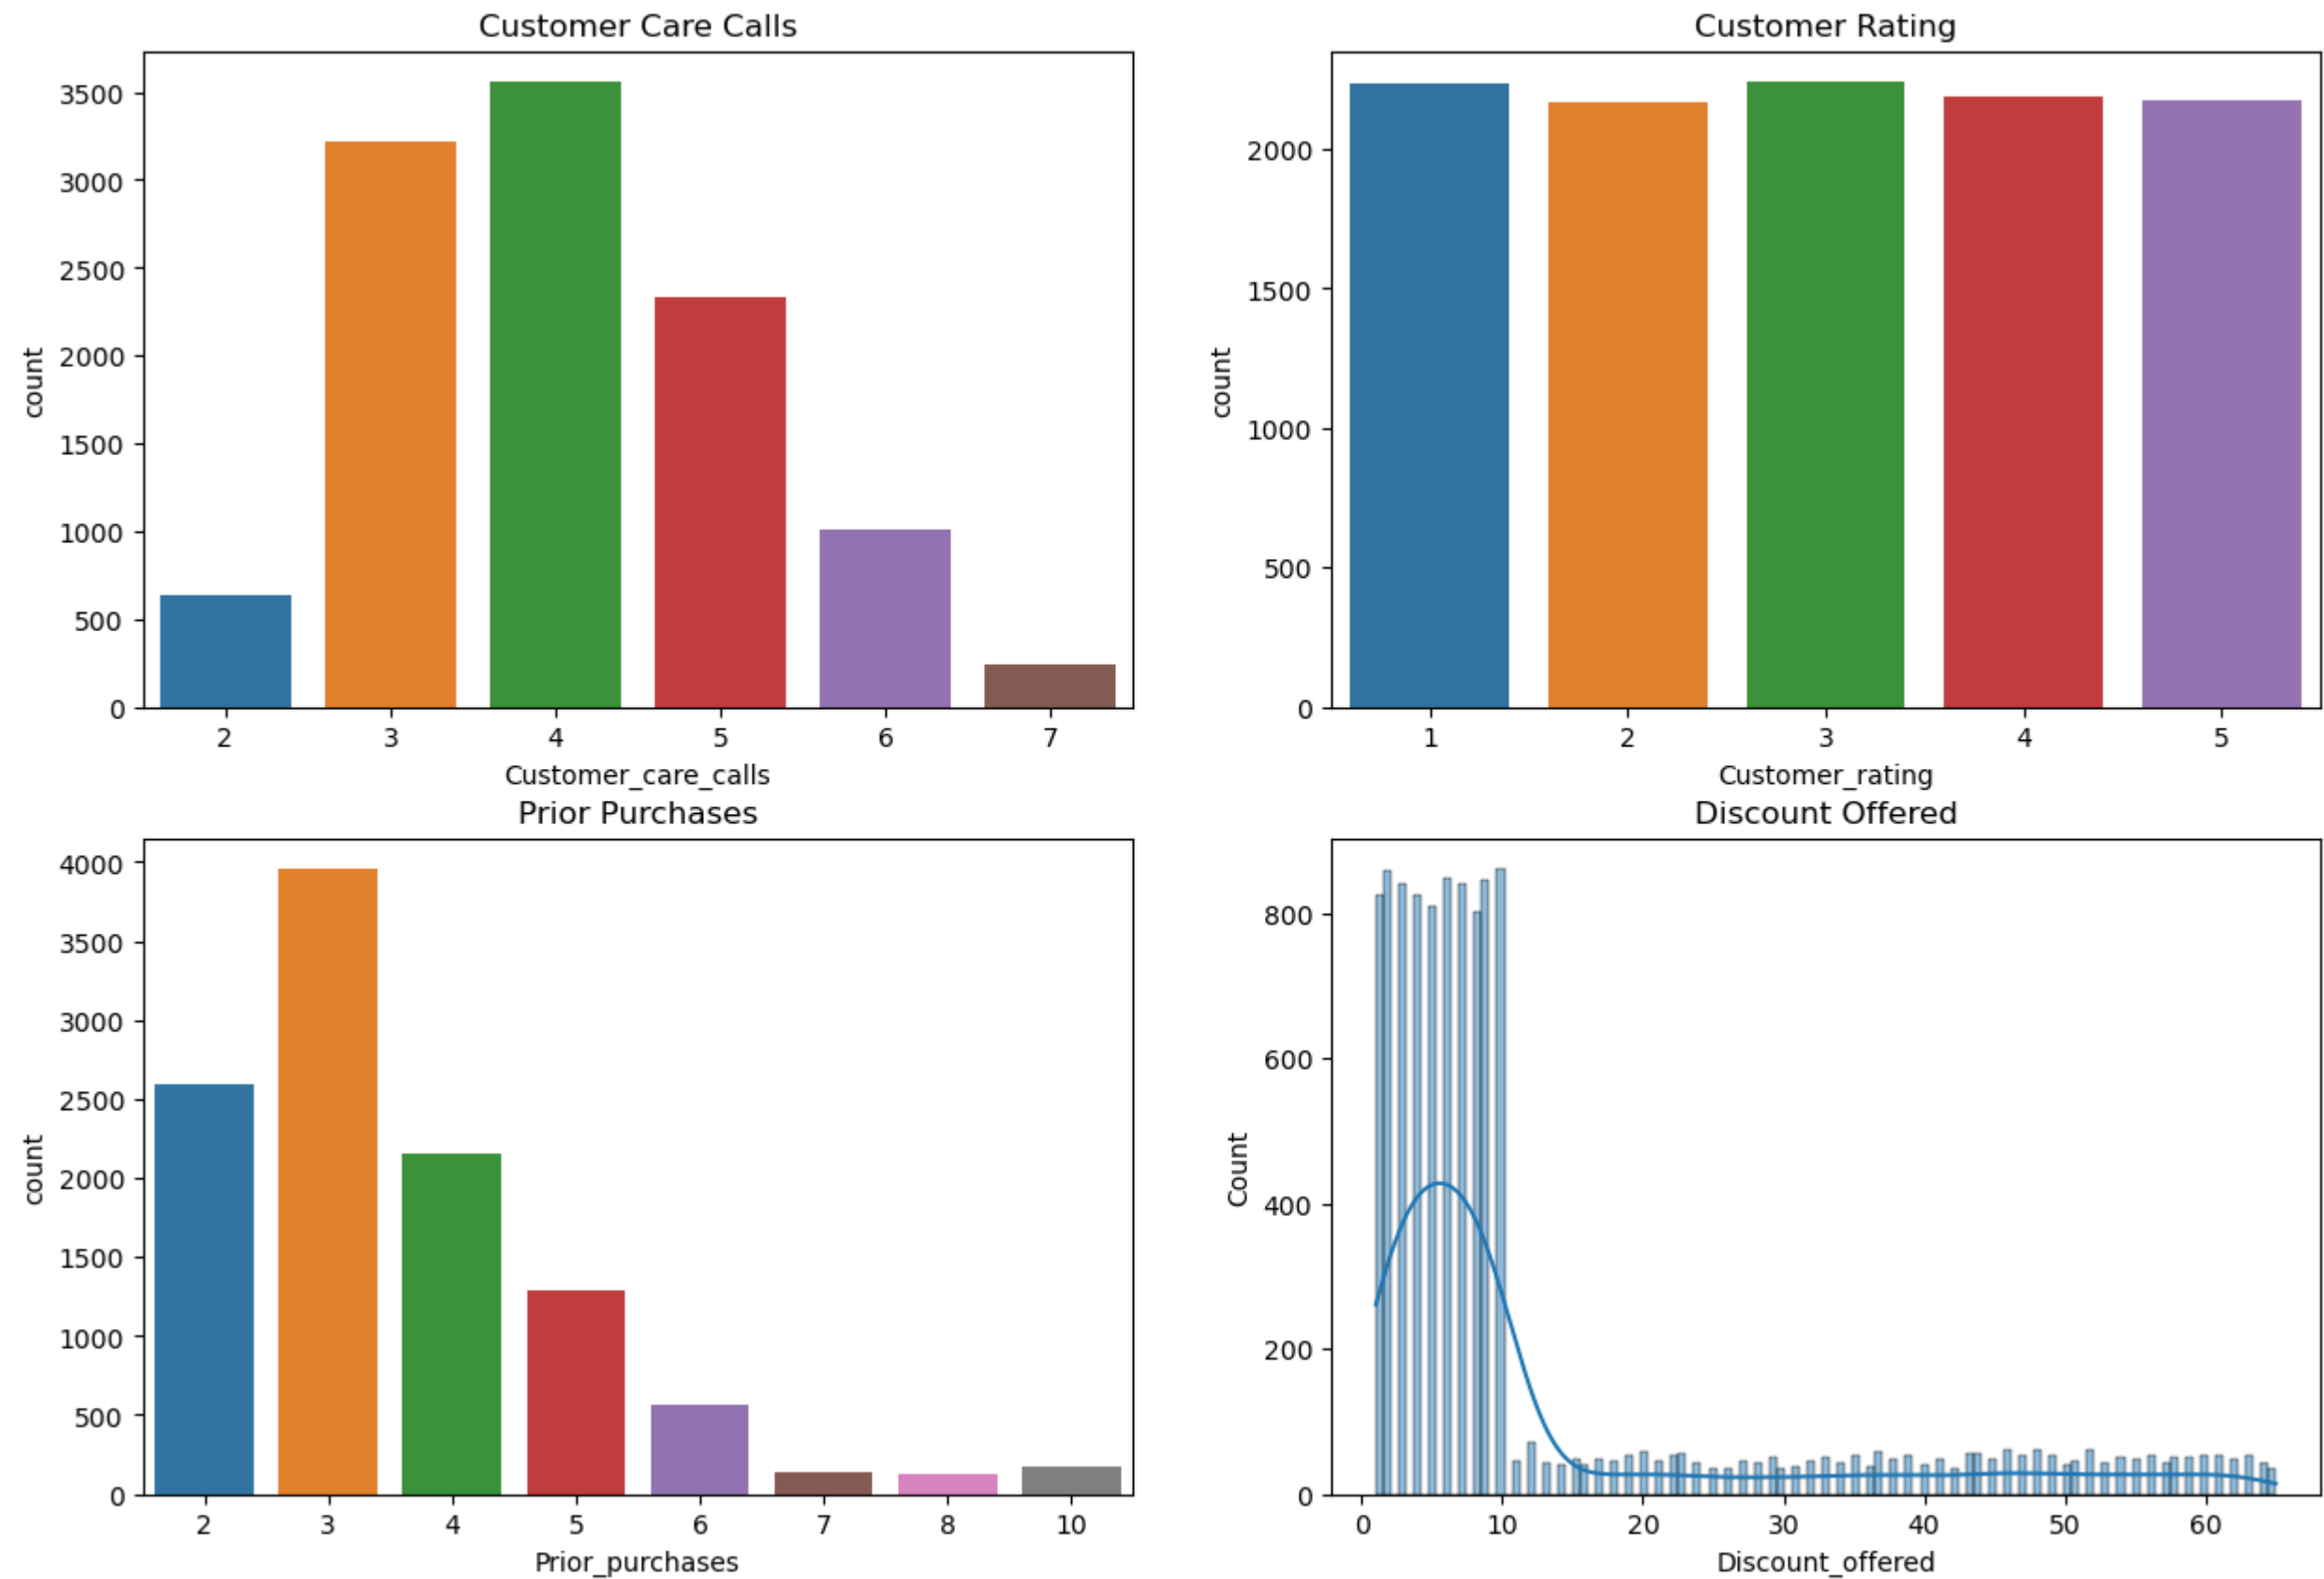 Customer Care Calls
3500
3000
2500
2000
1500
1000
500
0
count
2 3 4 5 6 7
Customer_care_calls
Customer Rating
2000
1500
1000
500
0
count
1 2 3 4 5
Customer_rating
Prior Purchases
4000
3500
3000
2500
2000
1500
1000
500
0
count
2 3 4 5 6 7 8 10
Prior_purchases
Discount Offered
800
600
400
200
0
Count
0 10 20 30 40 50 60
Discount_offered